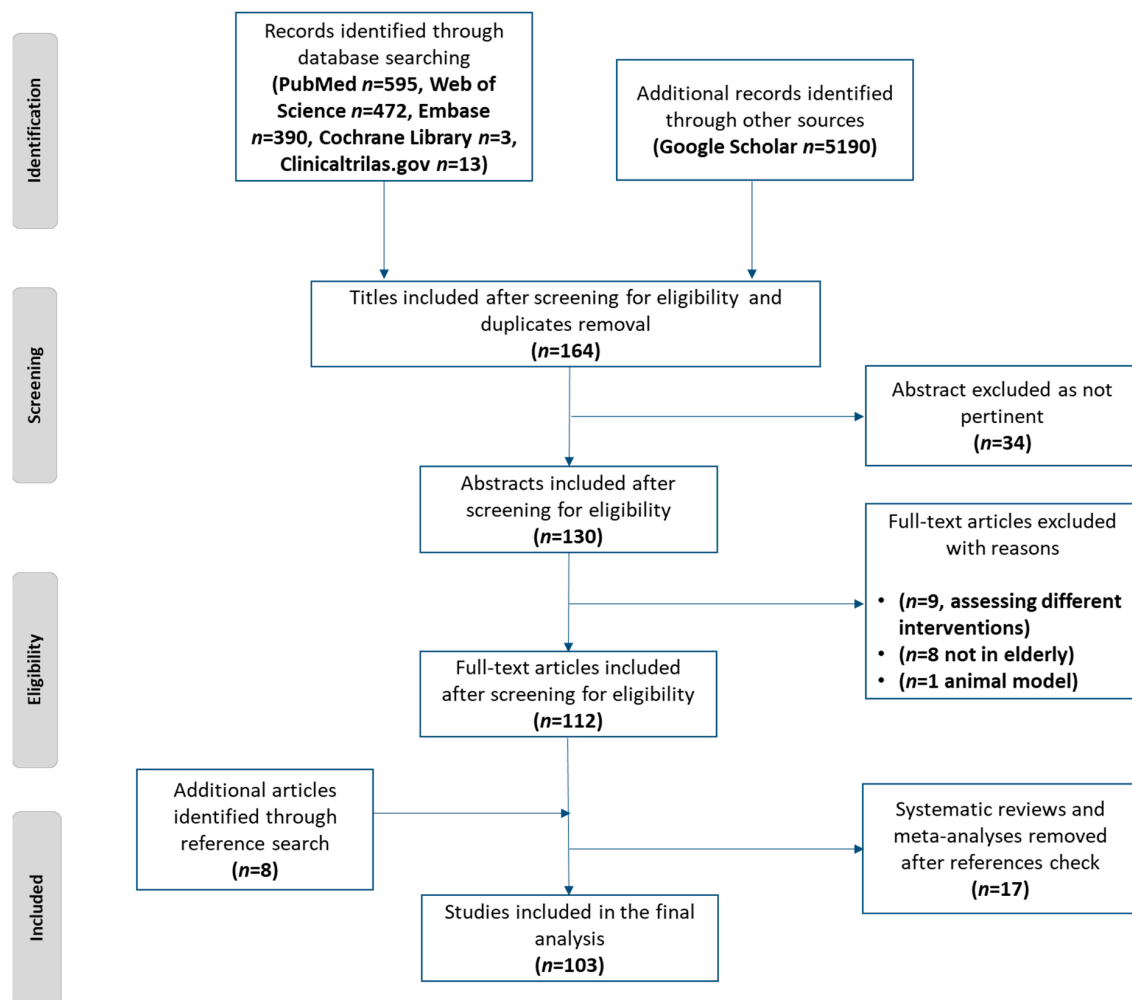 Identification
Records identified through
database searching
(PubMed n=595, Web of
Science n=472, Embase
n=390, Cochrane Library n=3,
Clinicaltrilas.gov n=13)
Additional records identified
through other sources
(Google Scholar n=5190)
Screening
Titles included after screening for eligibility and
duplicates removal
(n=164)
Abstract excluded as not
pertinent
(n=34)
Abstracts included after
screening for eligibility
(n=130)
Eligibility
Full-text articles excluded
with reasons
• (n=9, assessing different
interventions)
• (n=8 not in elderly)
• (n=1 animal model)
Full-text articles included
after screening for eligibility
(n=112)
Included
Additional articles
identified through
reference search
(n=8)
Systematic reviews and
meta-analyses removed
after references check
(n=17)
Studies included in the final
analysis
(n=103)